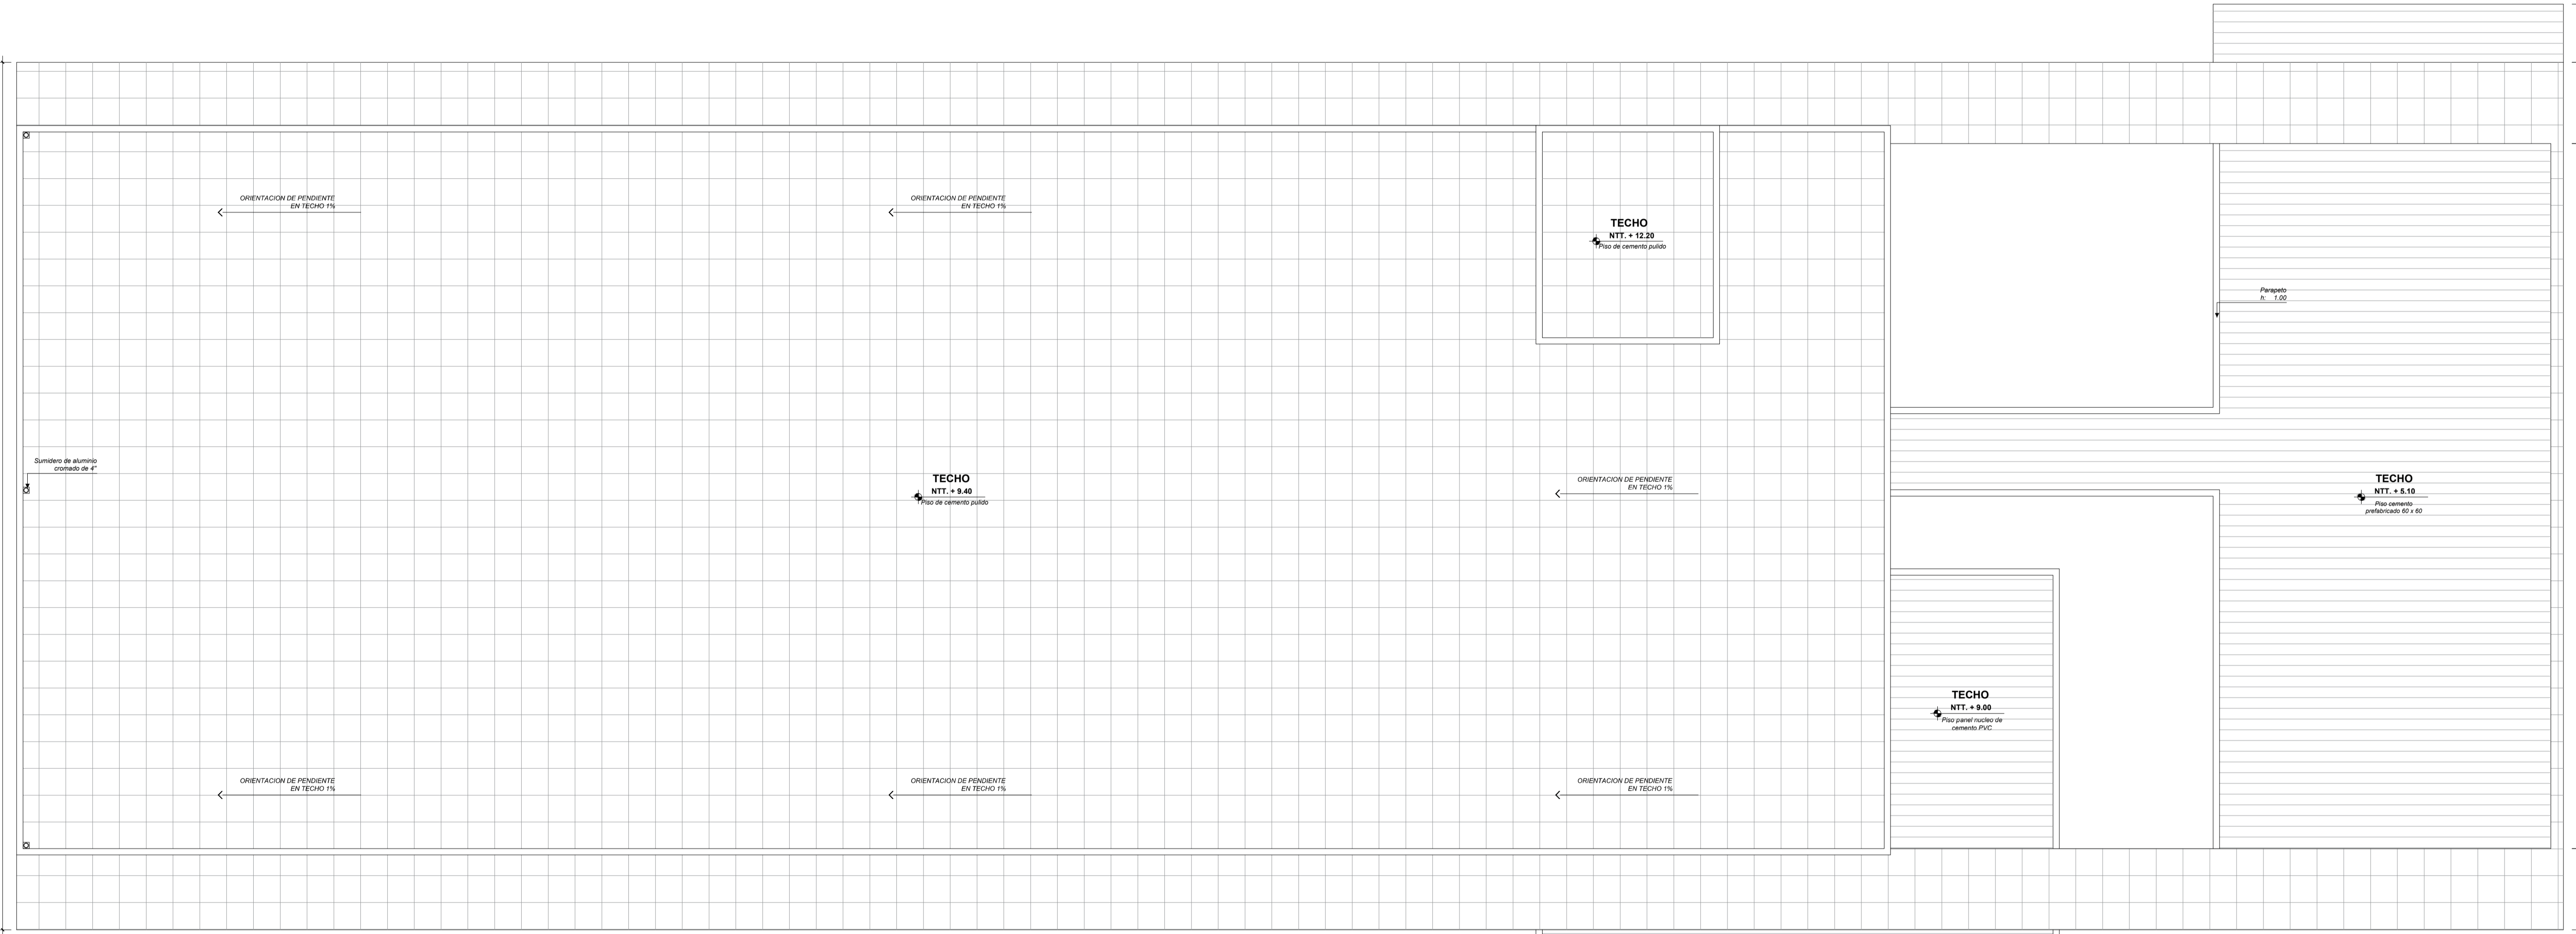 ORIENTACION DE PENDIENTE
EN TECHO 1%
ORIENTACION DE PENDIENTE
EN TECHO 1%
TECHO
NTT. + 12.20
Piso de cemento pulido
Parapeto
h: 1.00
Sumidero de aluminio
cromado de 4"
TECHO
NTT. + 9.40
Piso de cemento pulido
ORIENTACION DE PENDIENTE
EN TECHO 1%
TECHO
NTT. + 5.10
Piso cemento
prefabricado 60 x 60
TECHO
NTT. + 9.00
Piso panel nucleo de
cemento PVC
ORIENTACION DE PENDIENTE
EN TECHO 1%
ORIENTACION DE PENDIENTE
EN TECHO 1%
ORIENTACION DE PENDIENTE
EN TECHO 1%